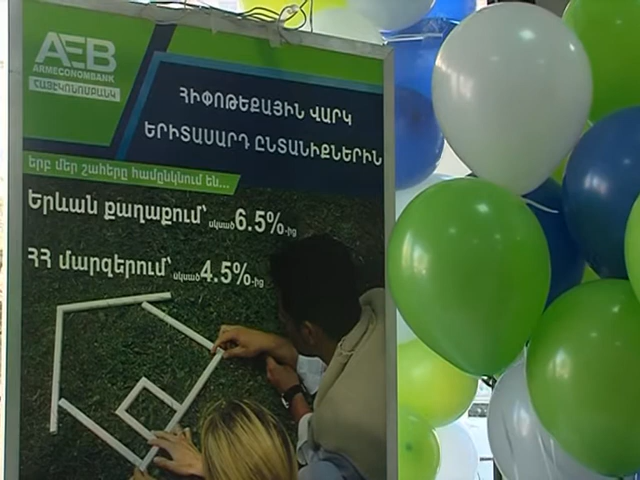 AEB
ARMECONOMBANK
ՀԱՅԷԿՈՆՈՄԲԱՆԿ
ՀԻՓՈԹԵՔԱՅԻՆ ՎԱՐԿ
ԵՐԻՏԱՍԱՐԴ ԸՆՏԱՆԻՔՆԵՐԻՆ
երբ մեր շահերը համընկնում են...
Երևան քաղաքում՝ սկսած 6.5%-ից
ՀՀ մարզերում՝ սկսած 4.5%-ից